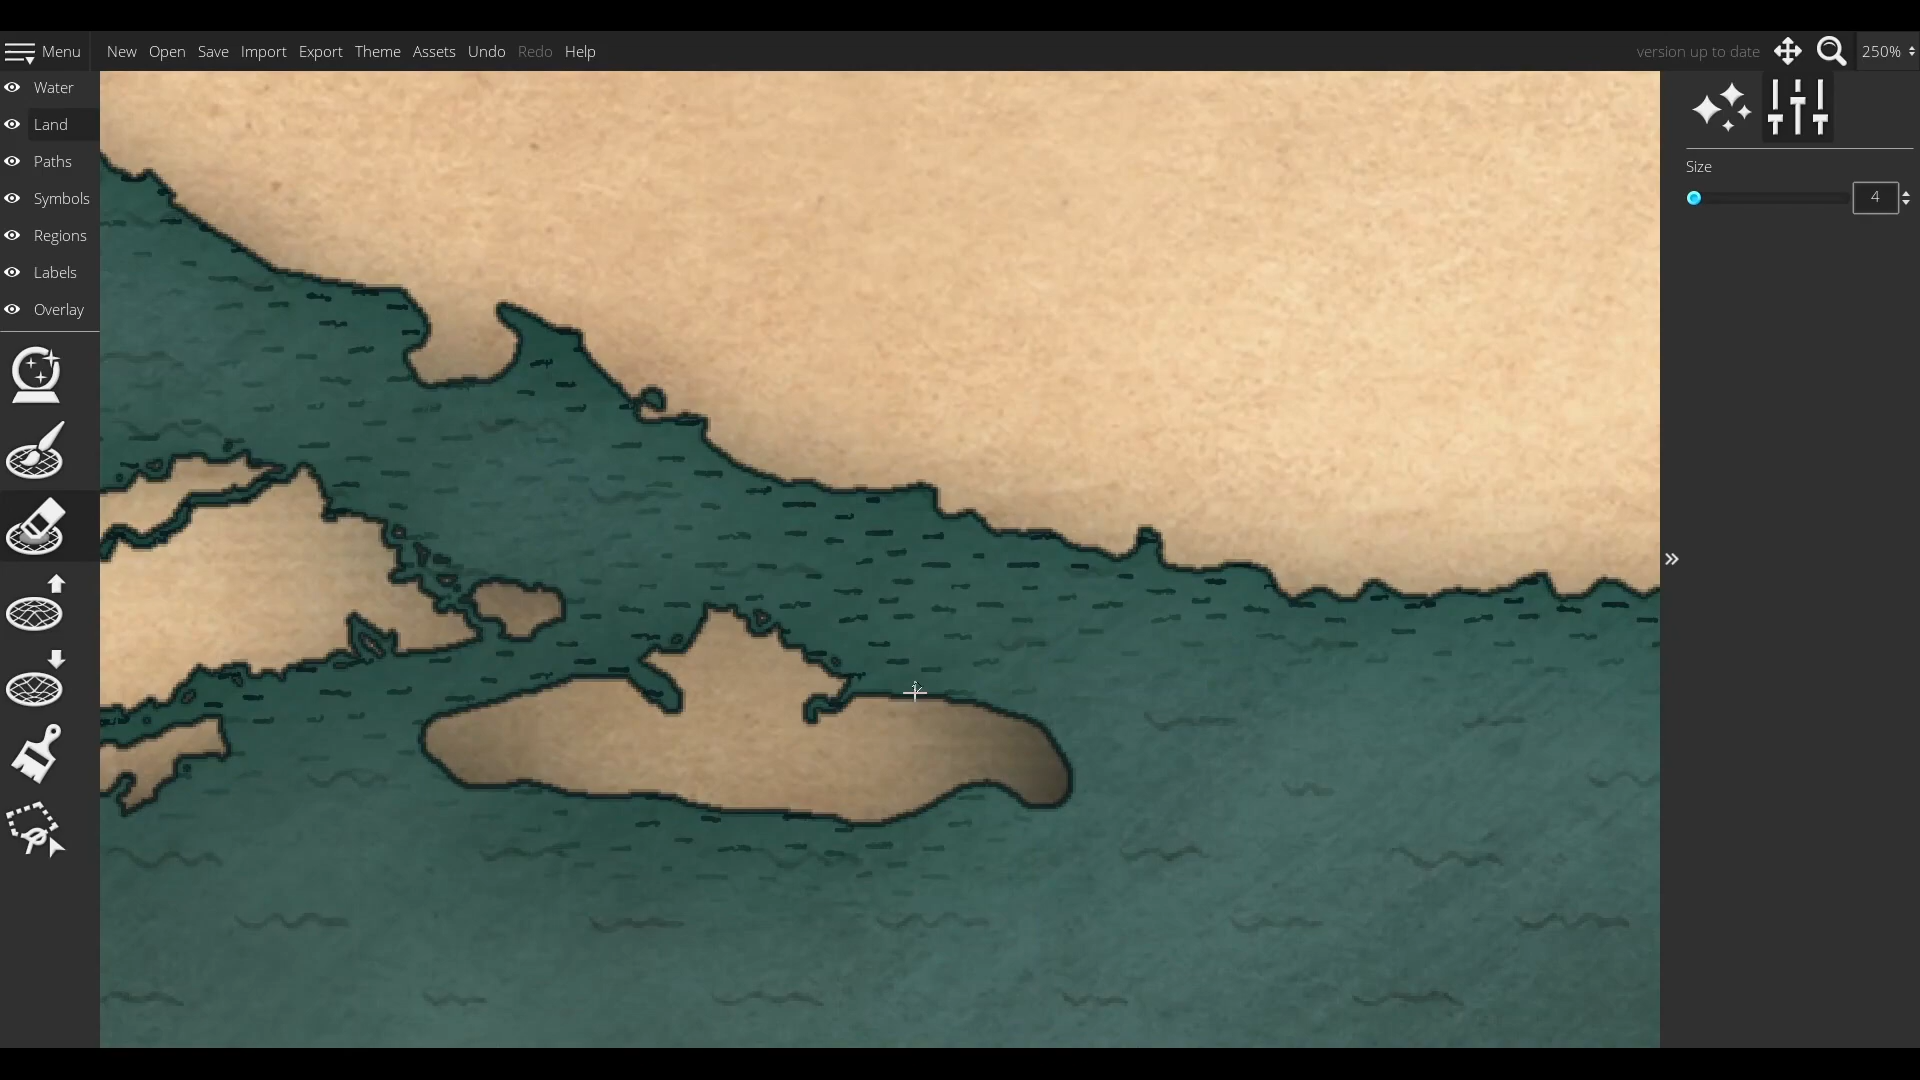 Menu New Open Save Import Export Theme Assets Undo Redo Help version up to date 250%
Water
Land
Paths
Symbols
Regions
Labels
Overlay
Size
4